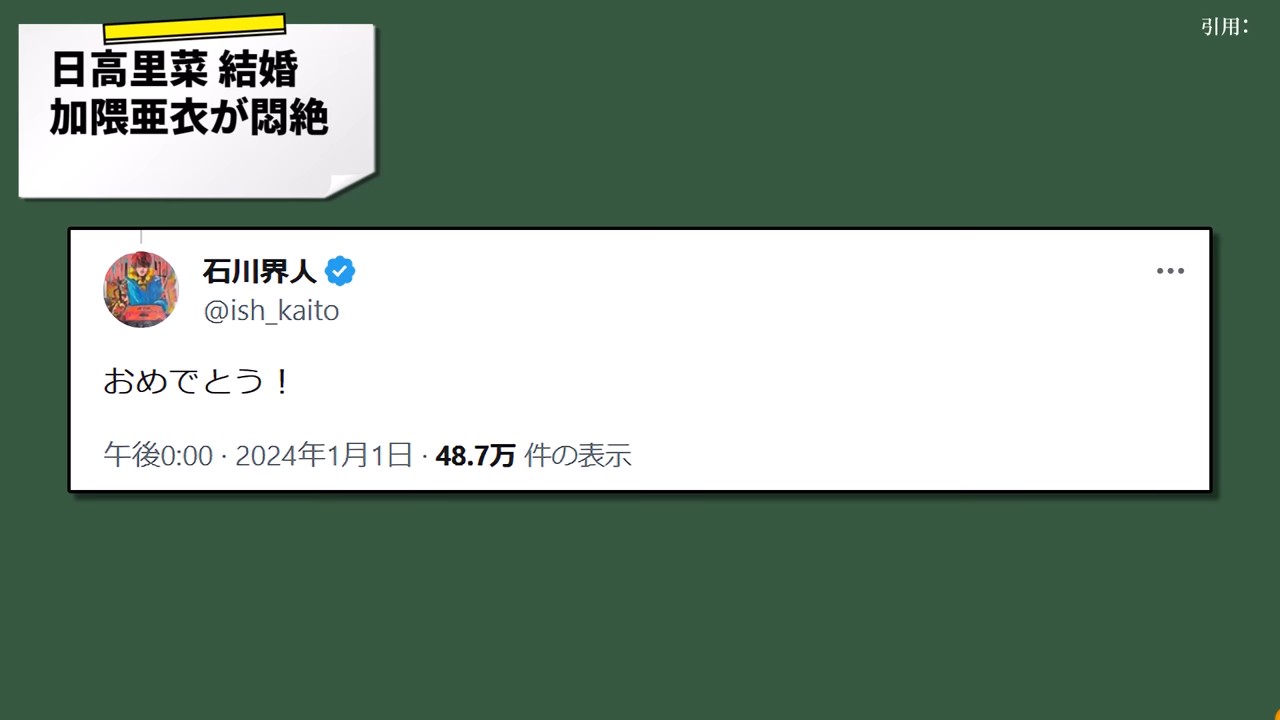 引用：
日高里菜 結婚
加隈亜衣が悶絶
石川界人
@ish_kaito
おめでとう！
午後0:00 · 2024年1月1日 · 48.7万 件の表示